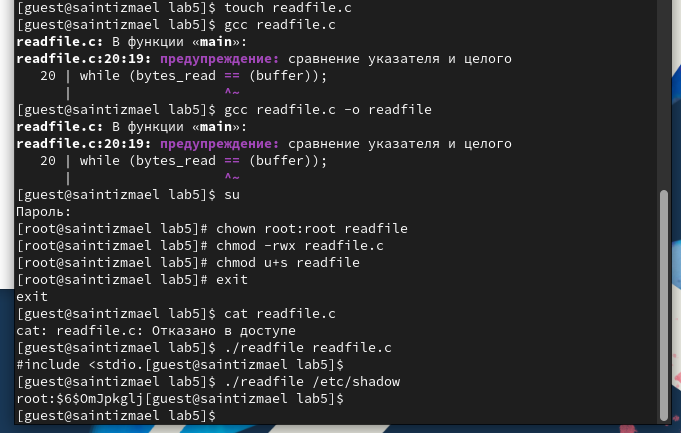 [guest@saintizmael lab5]$ touch readfile.c
[guest@saintizmael lab5]$ gcc readfile.c
readfile.c: В функции «main»:
readfile.c:20:19: предупреждение: сравнение указателя и целого
   20 | while (bytes_read == (buffer));
      |                   ^~
[guest@saintizmael lab5]$ gcc readfile.c -o readfile
readfile.c: В функции «main»:
readfile.c:20:19: предупреждение: сравнение указателя и целого
   20 | while (bytes_read == (buffer));
      |                   ^~
[guest@saintizmael lab5]$ su
Пароль:
[root@saintizmael lab5]# chown root:root readfile
[root@saintizmael lab5]# chmod -rwx readfile.c
[root@saintizmael lab5]# chmod u+s readfile
[root@saintizmael lab5]# exit
exit
[guest@saintizmael lab5]$ cat readfile.c
cat: readfile.c: Отказано в доступе
[guest@saintizmael lab5]$ ./readfile readfile.c
#include <stdio.[guest@saintizmael lab5]$
[guest@saintizmael lab5]$ ./readfile /etc/shadow
root:$6$OmJpkglj[guest@saintizmael lab5]$
[guest@saintizmael lab5]$